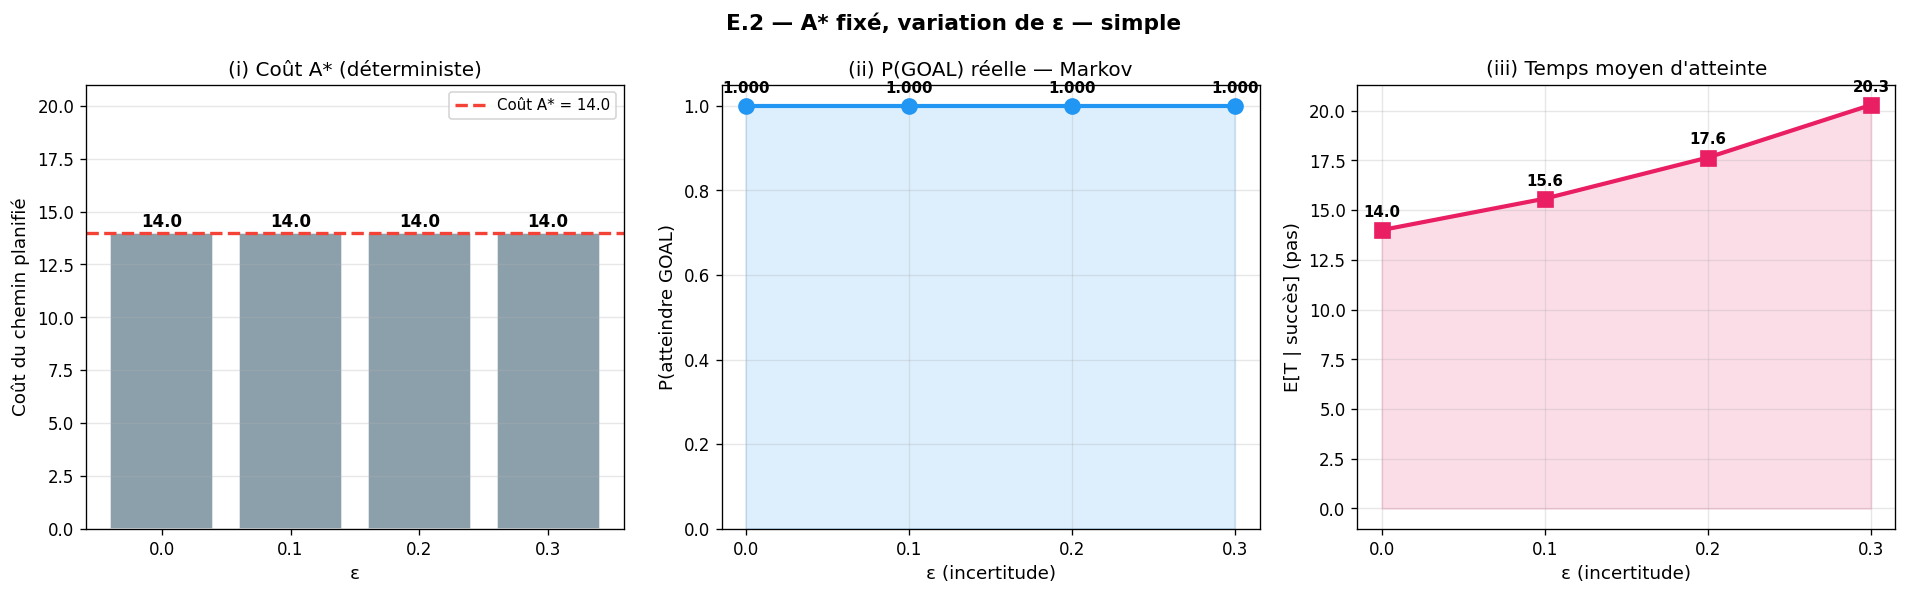 E.2 — A* fixé, variation de ε — simple
(i) Coût A* (déterministe)
Coût du chemin planifié
20.0
17.5
15.0
12.5
10.0
7.5
5.0
2.5
0.0
Coût A* = 14.0
14.0 14.0 14.0 14.0
0.0 0.1 0.2 0.3
ε
(ii) P(GOAL) réelle — Markov
P(atteindre GOAL)
1.000 1.000 1.000 1.000
1.0
0.8
0.6
0.4
0.2
0.0
0.0 0.1 0.2 0.3
ε (incertitude)
(iii) Temps moyen d'atteinte
E[T | succès] (pas)
20.0
17.5
15.0
12.5
10.0
7.5
5.0
2.5
0.0
14.0 15.6 17.6 20.3
0.0 0.1 0.2 0.3
ε (incertitude)